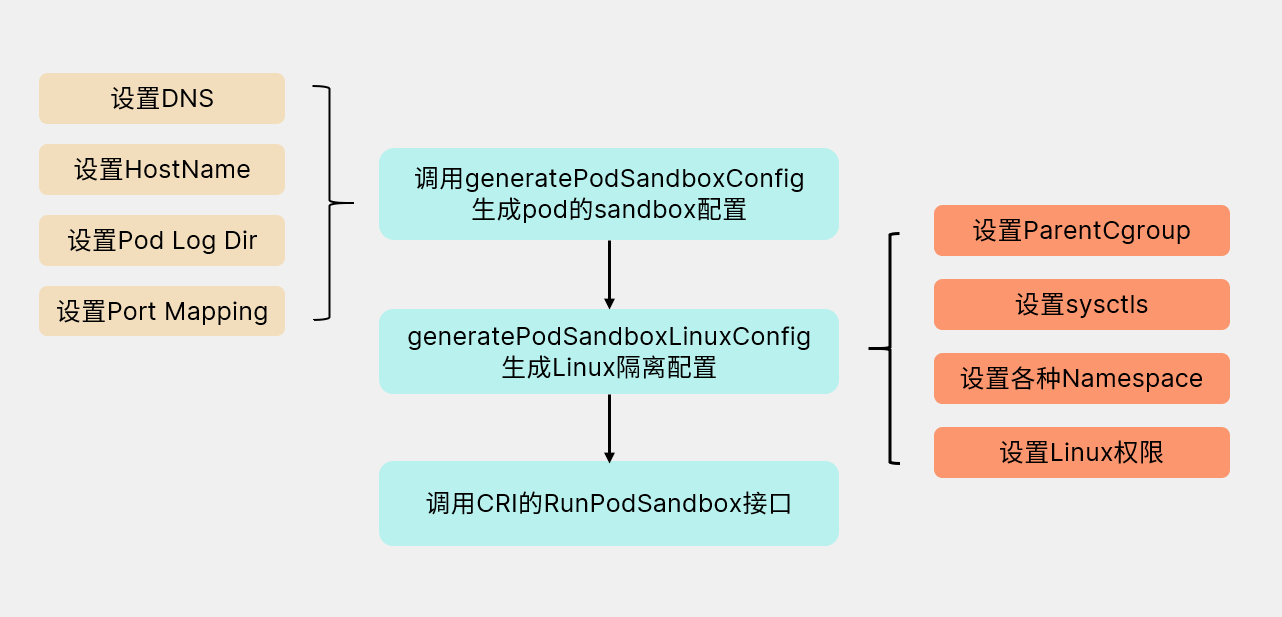 设置DNS
设置HostName
设置Pod Log Dir
设置Port Mapping
调用generatePodSandboxConfig
生成pod的sandbox配置
generatePodSandboxLinuxConfig
生成Linux隔离配置
调用CRI的RunPodSandbox接口
设置ParentCgroup
设置sysctls
设置各种Namespace
设置Linux权限